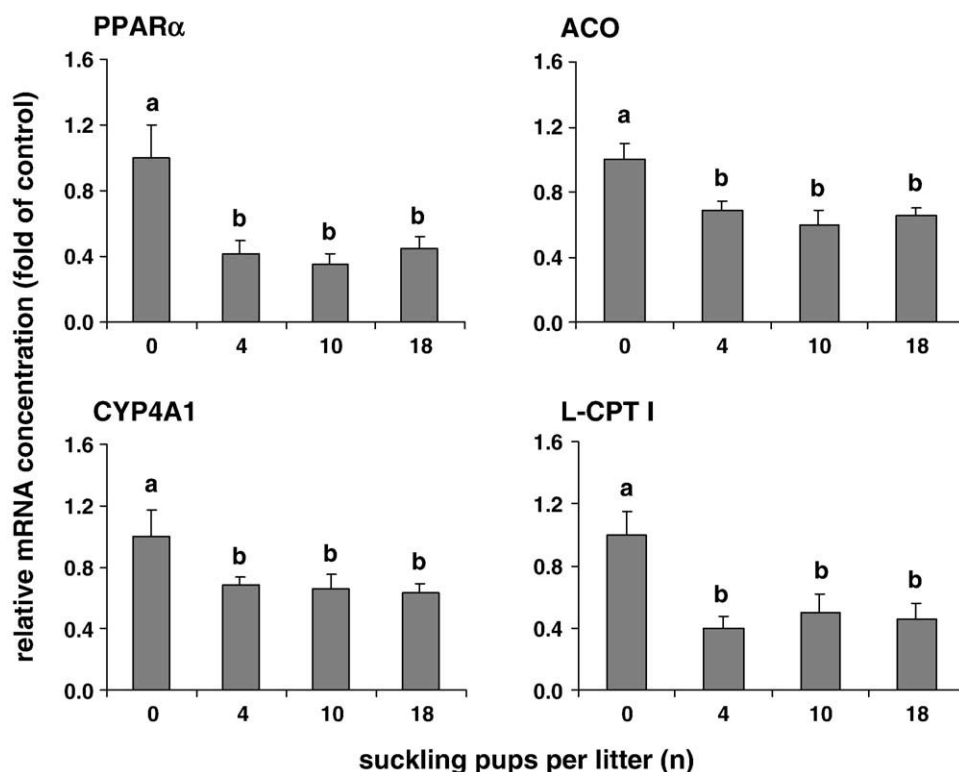 PPARα
1.6
a
1.2
0.8
b
b
b
0.4
0.0
0
4
10
18
ACO
1.6
a
1.2
b
b
b
0.8
0.4
0.0
0
4
10
18
CYP4A1
1.6
a
1.2
b
b
b
0.8
0.4
0.0
0
4
10
18
L-CPT I
1.6
a
1.2
0.8
b
b
b
0.4
0.0
0
4
10
18
relative mRNA concentration (fold of control)
suckling pups per litter (n)